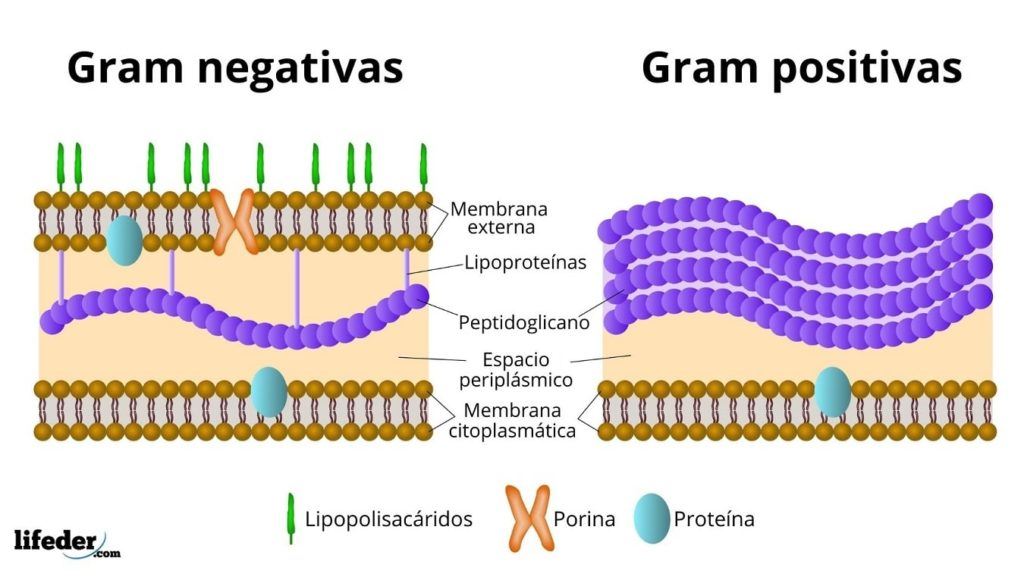 Gram negativas
Gram positivas
Membrana
externa
Lipoproteínas
Peptidoglicano
Espacio
periplásmico
Membrana
citoplasmática
Lipopolisacáridos
Porina
Proteína
lifeder
.com